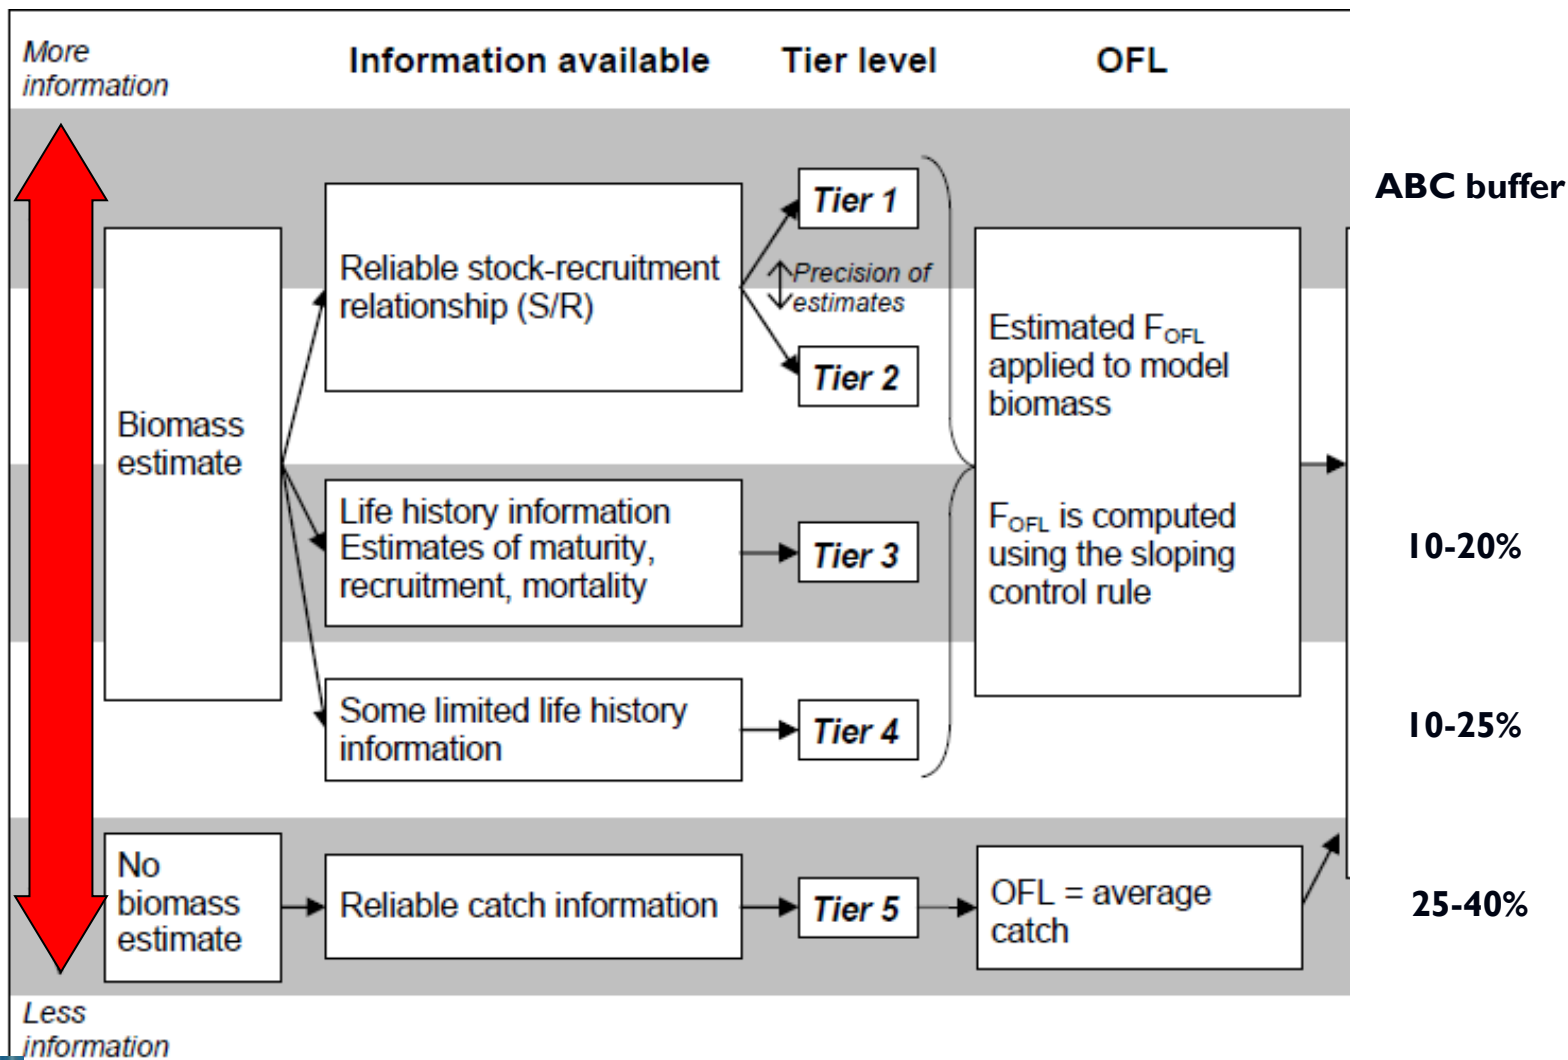 More
information
Information available
Tier level
OFL
ABC buffer
Biomass
estimate
Reliable stock-recruitment
relationship (S/R)
Tier 1
Precision of
estimates
Tier 2
Estimated FOFL
applied to model
biomass
FOFL is computed
using the sloping
control rule
Life history information
Estimates of maturity,
recruitment, mortality
Tier 3
10-20%
Some limited life history
information
Tier 4
10-25%
No
biomass
estimate
Reliable catch information
Tier 5
OFL = average
catch
25-40%
Less
information